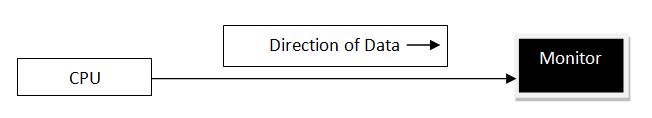 Direction of Data
CPU
Monitor